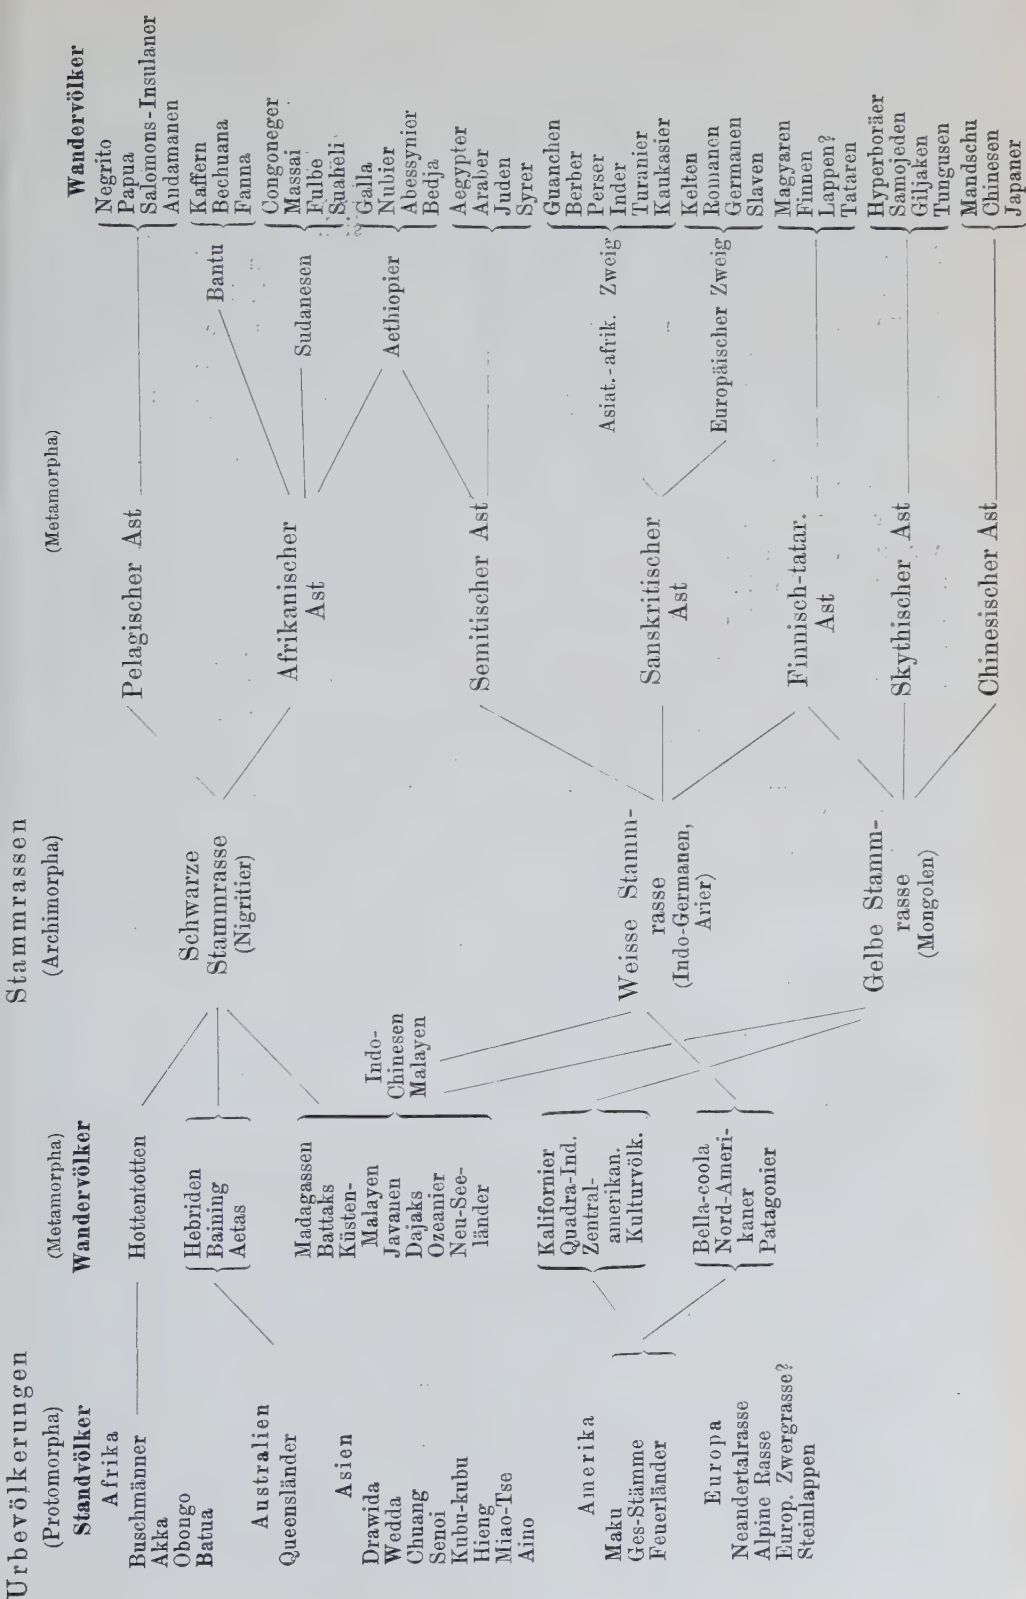 Urbevölkerungen
(Protomorpha)
Standvölker
Afrika
Buschmänner
Akka
Obongo
Batua
Australien
Queensländer
Asien
Drawida
Wedda
Chuang
Senoi
Kubu-kubu
Hieng
Miao-Tse
Aino
Amerika
Maku
Ges-Stämme
Feuerländer
Europa
Neandertalrasse
Alpine Rasse
Europ. Zwergrasse?
Steinlappen
(Metamorpha)
Wandervölker
Hottentotten
Hebriden
Baining
Aetas
Madagassen
Battaks
Küsten-
Malayen
Javanen
Dajaks
Ozeanier
Neu-See-
länder
Kalifornier
Quadra-Ind.
Zentral-
amerikan.
Kulturvölk.
Bella-coola
Nord-Ameri-
kaner
Patagonier
Indo-
Chinesen
Malayen
Stammrassen
(Archimorpha)
Schwarze
Stammrasse
(Nigritier)
Weisse Stamm-
rasse
(Indo-Germanen,
Arier)
Gelbe Stamm-
rasse
(Mongolen)
(Metamorpha)
Pelagischer Ast
Afrikanischer
Ast
Semitischer Ast
Sanskritischer
Ast
Finnisch-tatar.
Ast
Skythischer Ast
Chinesischer Ast
Bantu
Sudanesen
Aethiopier
Asiat.-afrik. Zweig
Europäischer Zweig
Wandervölker
Negrito
Papua
Salomons-Insulaner
Andamanen
Kaffern
Bechuana
Fanna
Congoneger
Massai
Fulbe
Suaheli
Galla
Nubier
Abessynier
Bedja
Aegypter
Araber
Juden
Syrer
Guanchen
Berber
Perser
Inder
Turanier
Kaukasier
Kelten
Romanen
Germanen
Slaven
Magyaren
Finnen
Lappen?
Tataren
Hyperboräer
Samojeden
Giljaken
Tungusen
Mandschu
Chinesen
Japaner